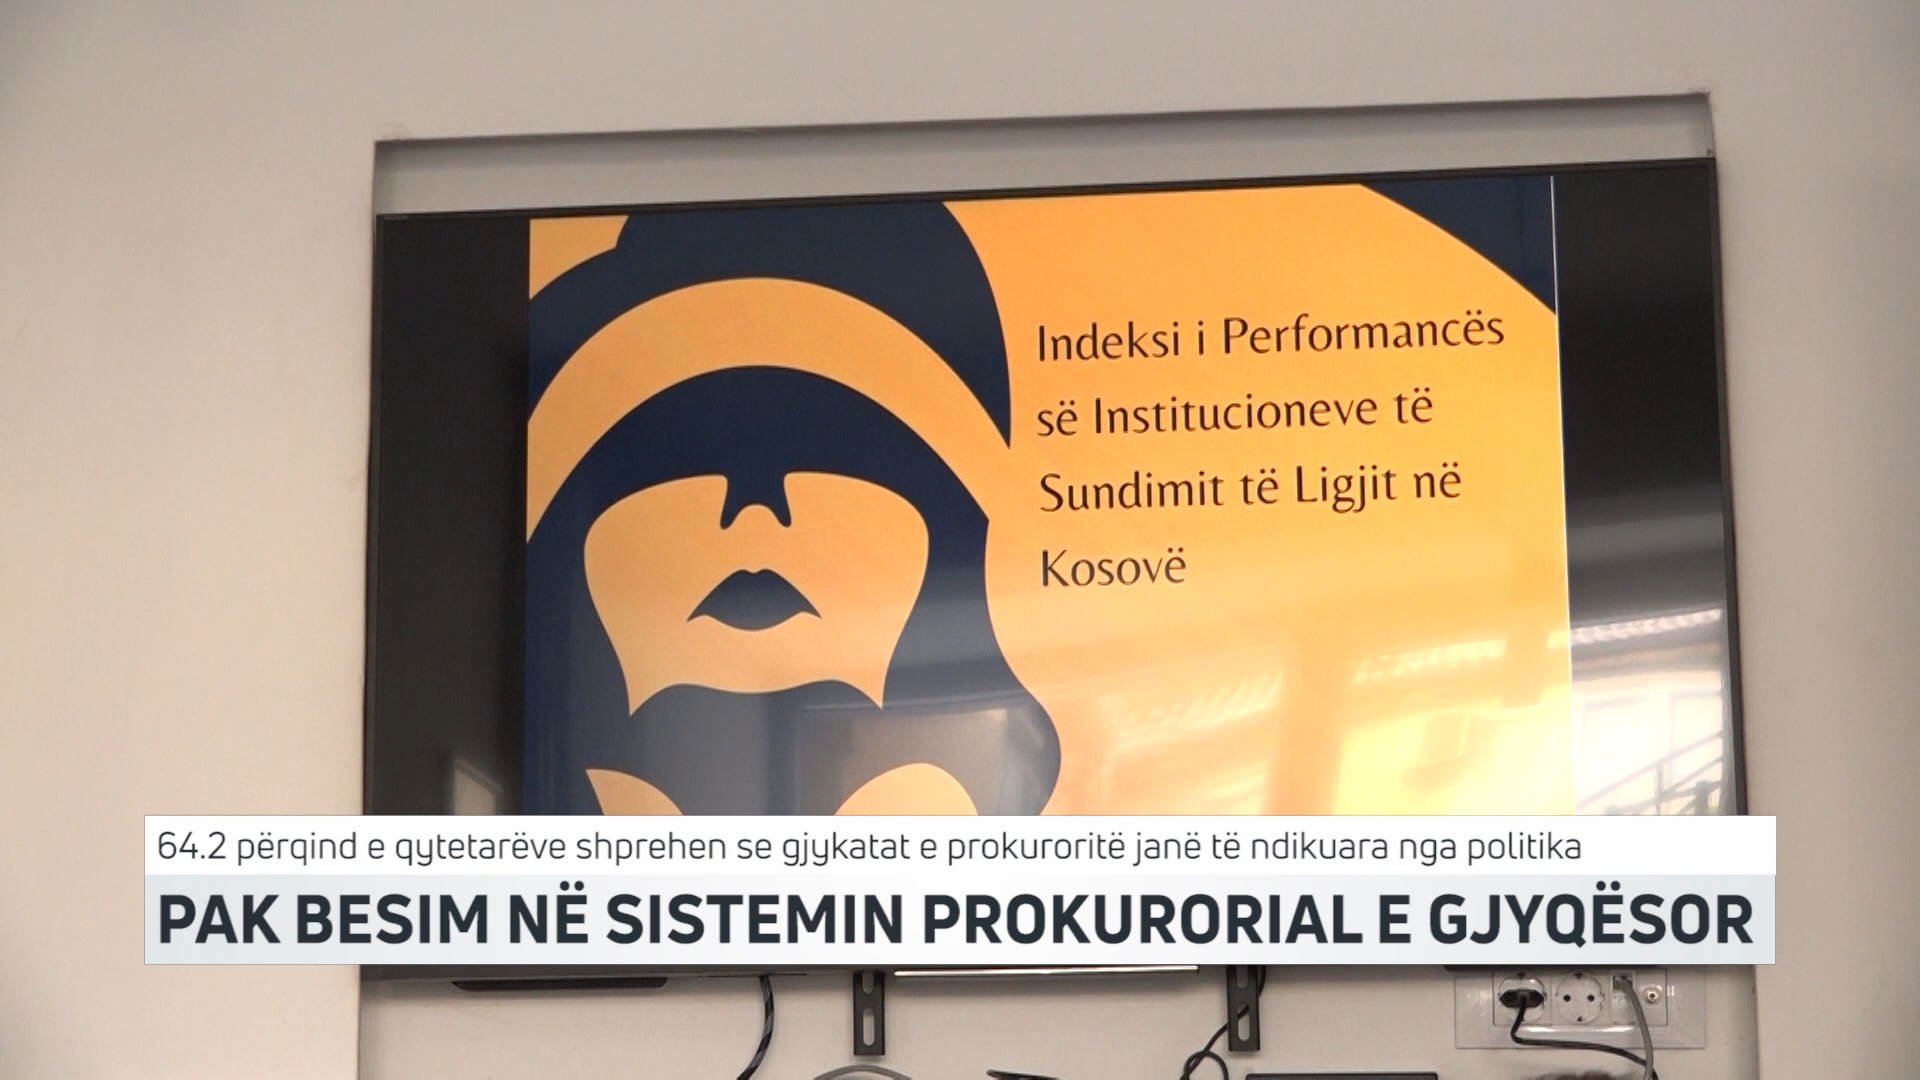 Indeksi i Performancës
së Institucioneve të
Sundimit të Ligjit në
Kosovë
64.2 përqind e qytetarëve shprehen se gjykatat e prokuroritë janë të ndikuara nga politika
PAK BESIM NË SISTEMIN PROKURORIAL E GJYQËSOR